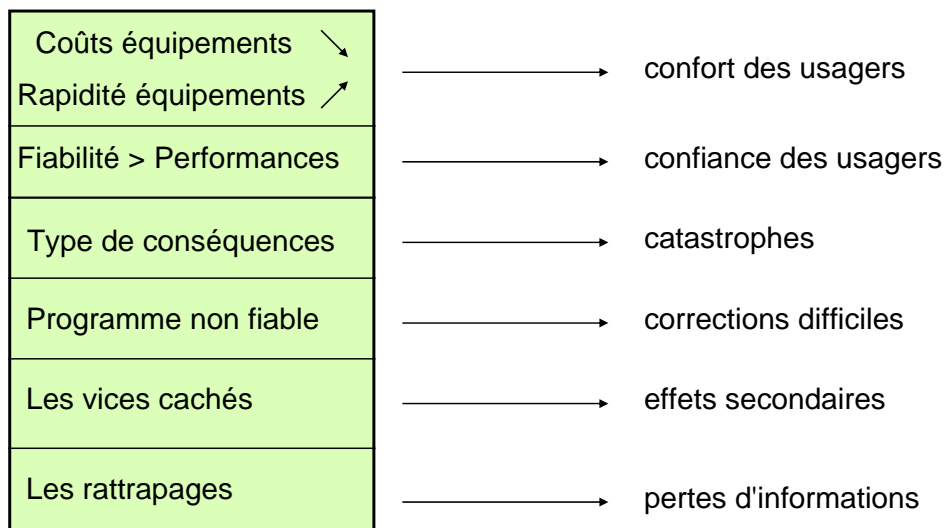 Coûts équipements
Rapidité équipements
confort des usagers
Fiabilité > Performances
confiance des usagers
Type de conséquences
catastrophes
Programme non fiable
corrections difficiles
Les vices cachés
effets secondaires
Les rattrapages
pertes d'informations